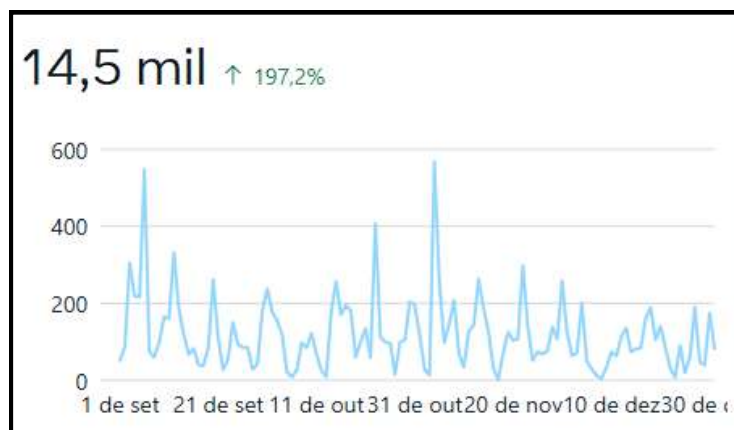 14,5 mil ↑ 197,2%
600
400
200
0
1 de set 21 de set 11 de out 31 de out 20 de nov 10 de dez 30 de